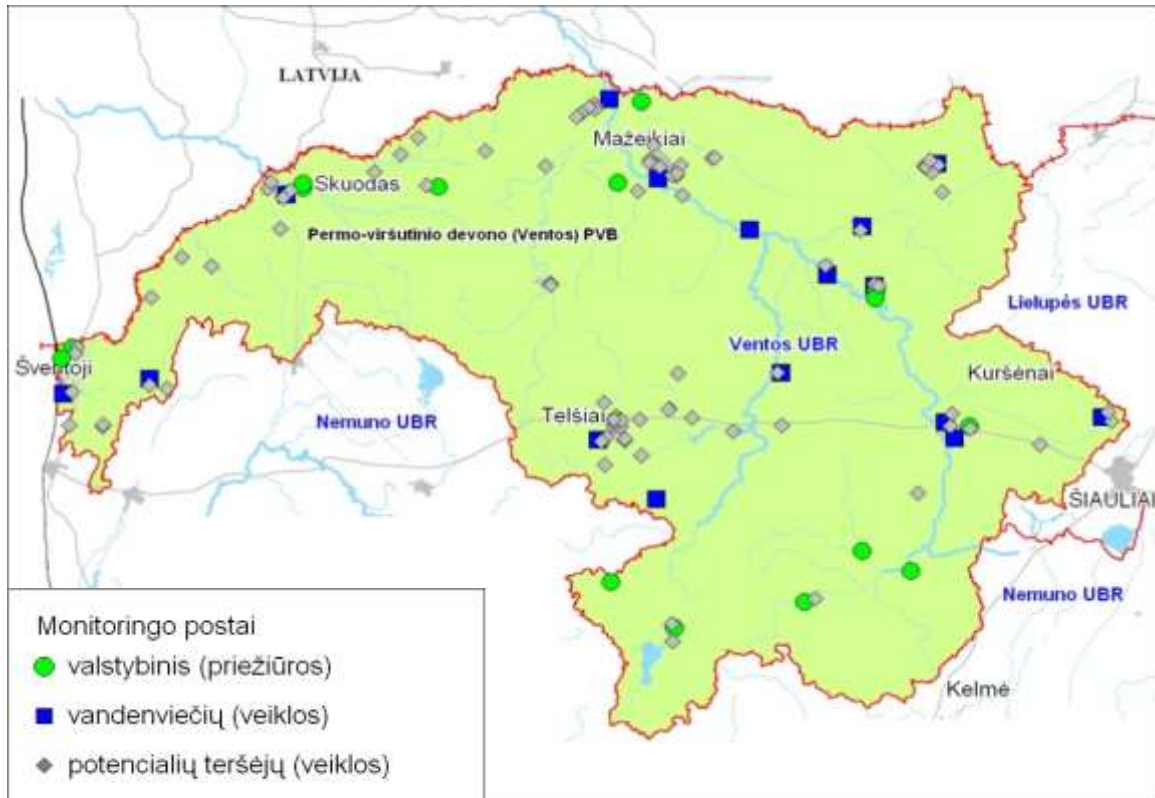 LATVIJA
Mažeikiai
Skuodas
Permo-viršutinio devono (Ventos) PVB
Lielupės UBR
Šventoji
Ventos UBR
Kuršėnai
Nemuno UBR
Telšiai
ŠIAULIAI
Nemuno UBR
Kelmė
Monitoringo postai
valstybinis (priežiūros)
vandenviečių (veiklos)
potencialių teršėjų (veiklos)